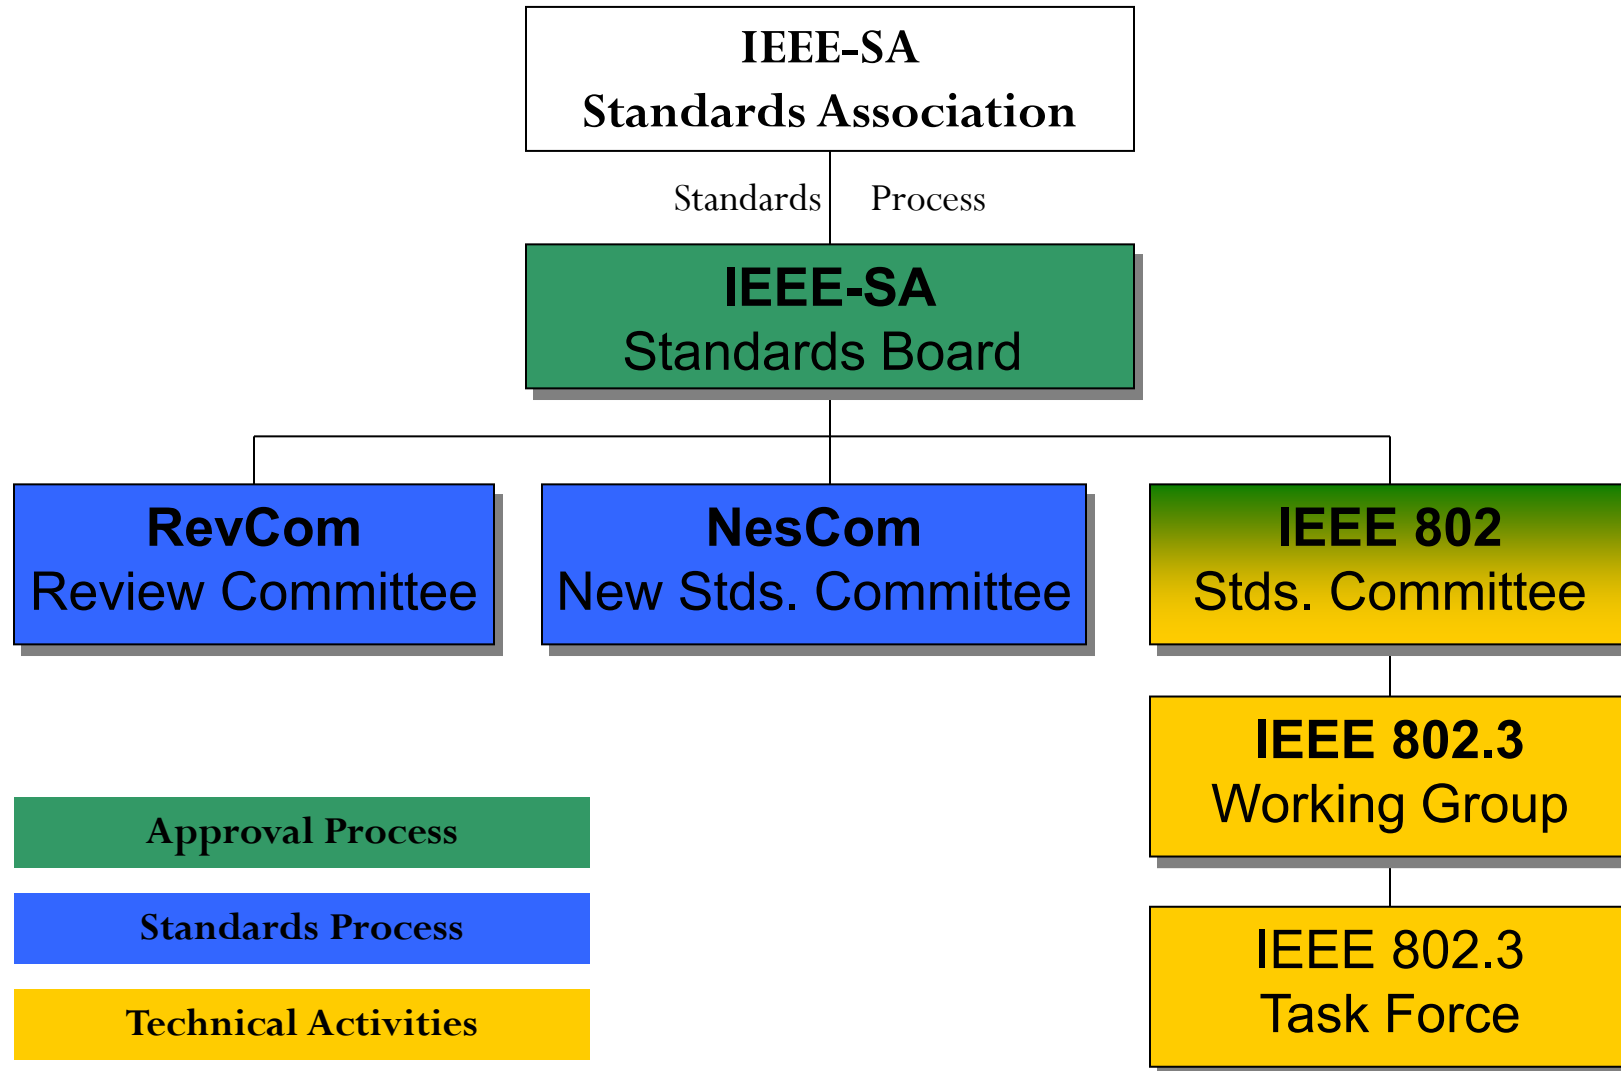 IEEE-SA
Standards Association
Standards Process
IEEE-SA
Standards Board
RevCom
Review Committee
NesCom
New Stds. Committee
IEEE 802
Stds. Committee
IEEE 802.3
Working Group
IEEE 802.3
Task Force
Approval Process
Standards Process
Technical Activities